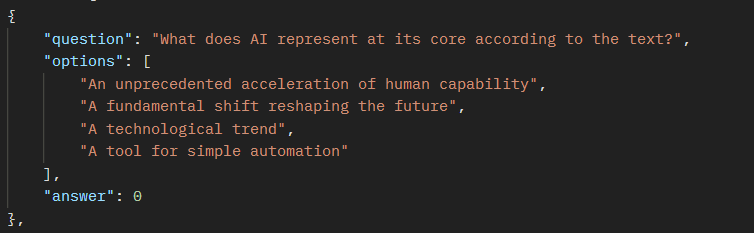 {
"question": "What does AI represent at its core according to the text?",
"options": [
"An unprecedented acceleration of human capability",
"A fundamental shift reshaping the future",
"A technological trend",
"A tool for simple automation"
],
"answer": 0
},